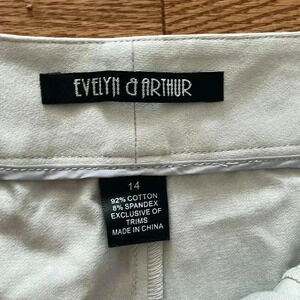 EVELYN & ARTHUR
14
92% COTTON
8% SPANDEX
EXCLUSIVE OF
TRIMS
MADE IN CHINA